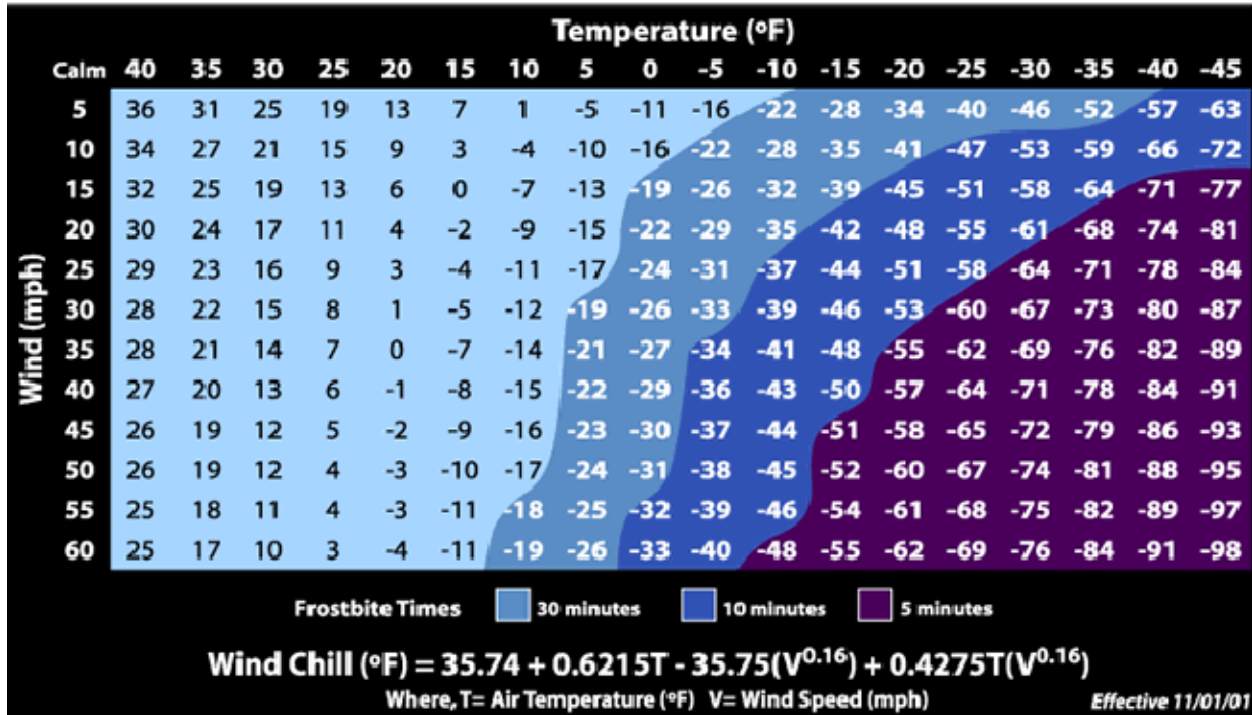 Temperature (ºF)
Calm 40 35 30 25 20 15 10 5 0 -5 -10 -15 -20 -25 -30 -35 -40 -45
5 36 31 25 19 13 7 1 -5 -11 -16 -22 -28 -34 -40 -46 -52 -57 -63
10 34 27 21 15 9 3 -4 -10 -16 -22 -28 -35 -41 -47 -53 -59 -66 -72
15 32 25 19 13 6 0 -7 -13 -19 -26 -32 -39 -45 -51 -58 -64 -71 -77
20 30 24 17 11 4 -2 -9 -15 -22 -29 -35 -42 -48 -55 -61 -68 -74 -81
25 29 23 16 9 3 -4 -11 -17 -24 -31 -37 -44 -51 -58 -64 -71 -78 -84
30 28 22 15 8 1 -5 -12 -19 -26 -33 -39 -46 -53 -60 -67 -73 -80 -87
35 28 21 14 7 0 -7 -14 -21 -27 -34 -41 -48 -55 -62 -69 -76 -82 -89
40 27 20 13 6 -1 -8 -15 -22 -29 -36 -43 -50 -57 -64 -71 -78 -84 -91
45 26 19 12 5 -2 -9 -16 -23 -30 -37 -44 -51 -58 -65 -72 -79 -86 -93
50 26 19 12 4 -3 -10 -17 -24 -31 -38 -45 -52 -60 -67 -74 -81 -88 -95
55 25 18 11 4 -3 -11 -18 -25 -32 -39 -46 -54 -61 -68 -75 -82 -89 -97
60 25 17 10 3 -4 -11 -19 -26 -33 -40 -48 -55 -62 -69 -76 -84 -91 -98
Wind (mph)
Frostbite Times 30 minutes 10 minutes 5 minutes
Wind Chill (ºF) = 35.74 + 0.6215T - 35.75(V^0.16) + 0.4275T(V^0.16)
Where, T= Air Temperature (ºF) V= Wind Speed (mph) Effective 11/01/01